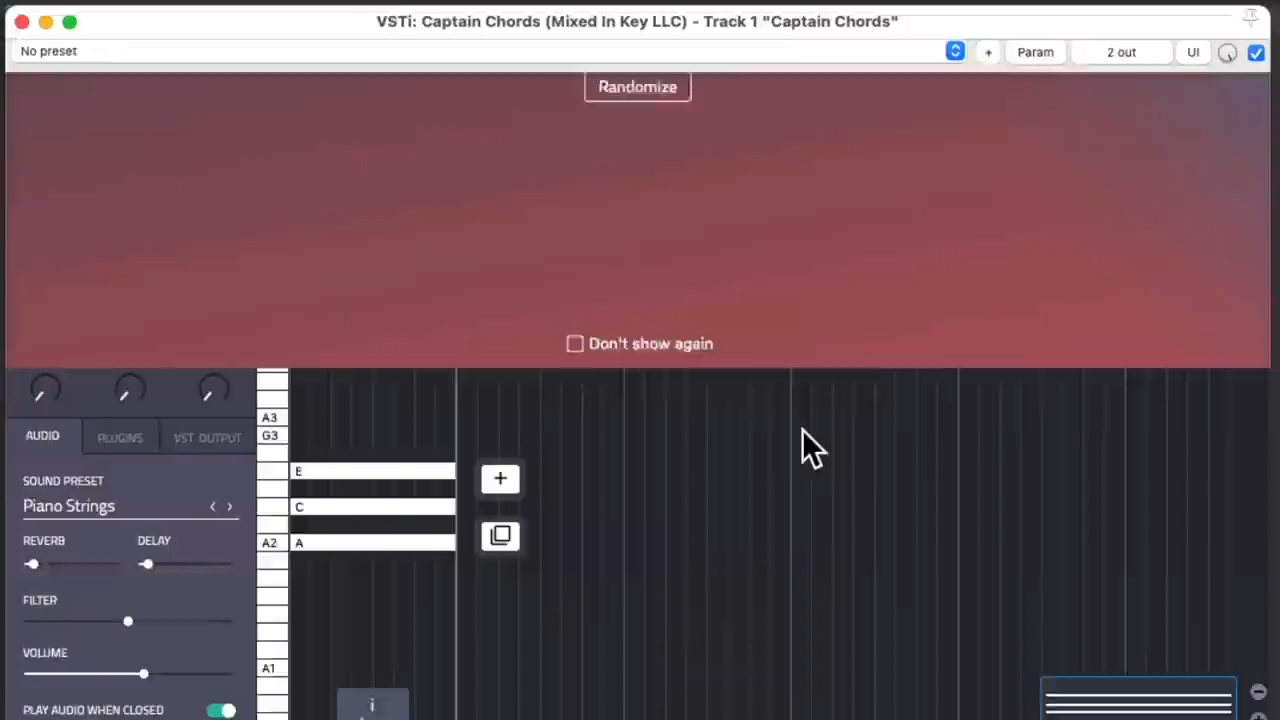 VSTi: Captain Chords (Mixed In Key LLC) - Track 1 "Captain Chords"
No preset
+
Param
2 out
UI
Randomize
Don't show again
A3
AUDIO
PLUGINS
VST OUTPUT
G3
SOUND PRESET
E
+
Piano Strings
< >
C
REVERB
DELAY
A2
A
FILTER
VOLUME
A1
PLAY AUDIO WHEN CLOSED
i